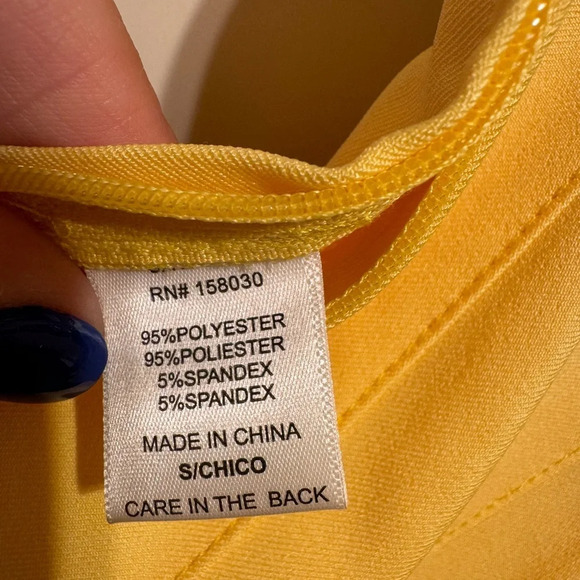 RN# 158030
95%POLYESTER
95%POLIESTER
5%SPANDEX
5%SPANDEX
MADE IN CHINA
S/CHICO
CARE IN THE BACK